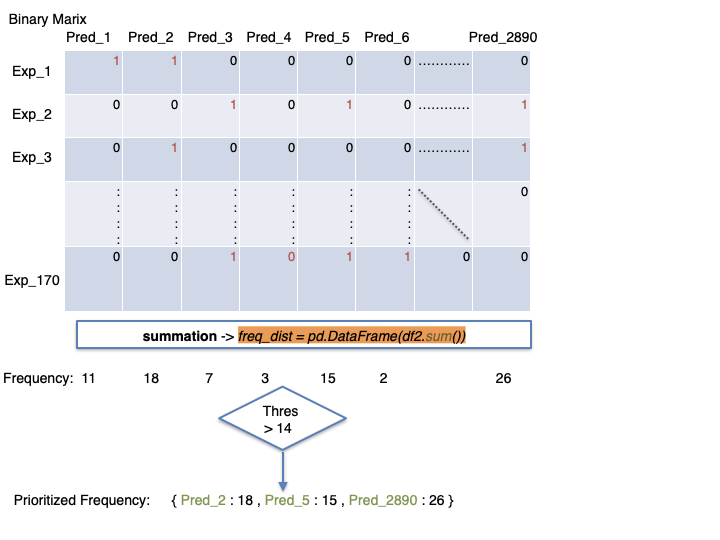 Binary Marix
Pred_1 Pred_2 Pred_3 Pred_4 Pred_5 Pred_6 Pred_2890
Exp_1 1 1 0 0 0 0 ............ 0
Exp_2 0 0 1 0 1 0 ............ 1
Exp_3 0 1 0 0 0 0 ............ 1
: : : : : : 0
: : : : : :
: : : : : :
: : : : : :
Exp_170 0 0 1 0 1 1 0 0
summation -> freq_dist = pd.DataFrame(df2.sum())
Frequency: 11 18 7 3 15 2 26
Thres
> 14
Prioritized Frequency: { Pred_2 : 18 , Pred_5 : 15 , Pred_2890 : 26 }